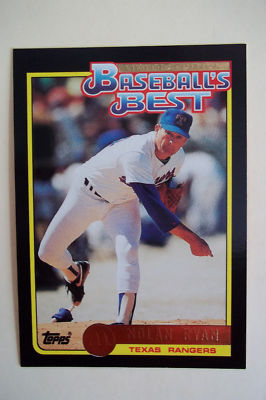 BASEBALL'S
BEST
NOLAN RYAN
Topps
TEXAS RANGERS